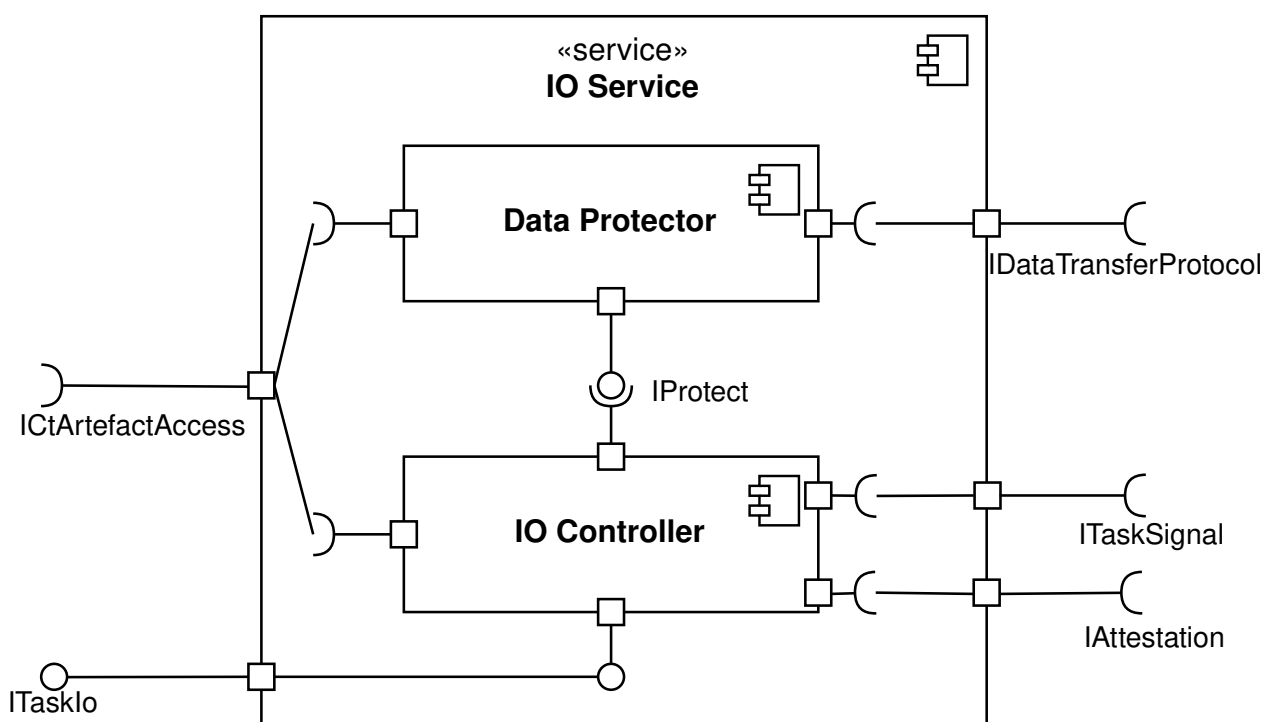 «service»
IO Service
Data Protector
IDataTransferProtocol
IProtect
ICtArtefactAccess
IO Controller
ITaskSignal
IAttestation
ITaskIo